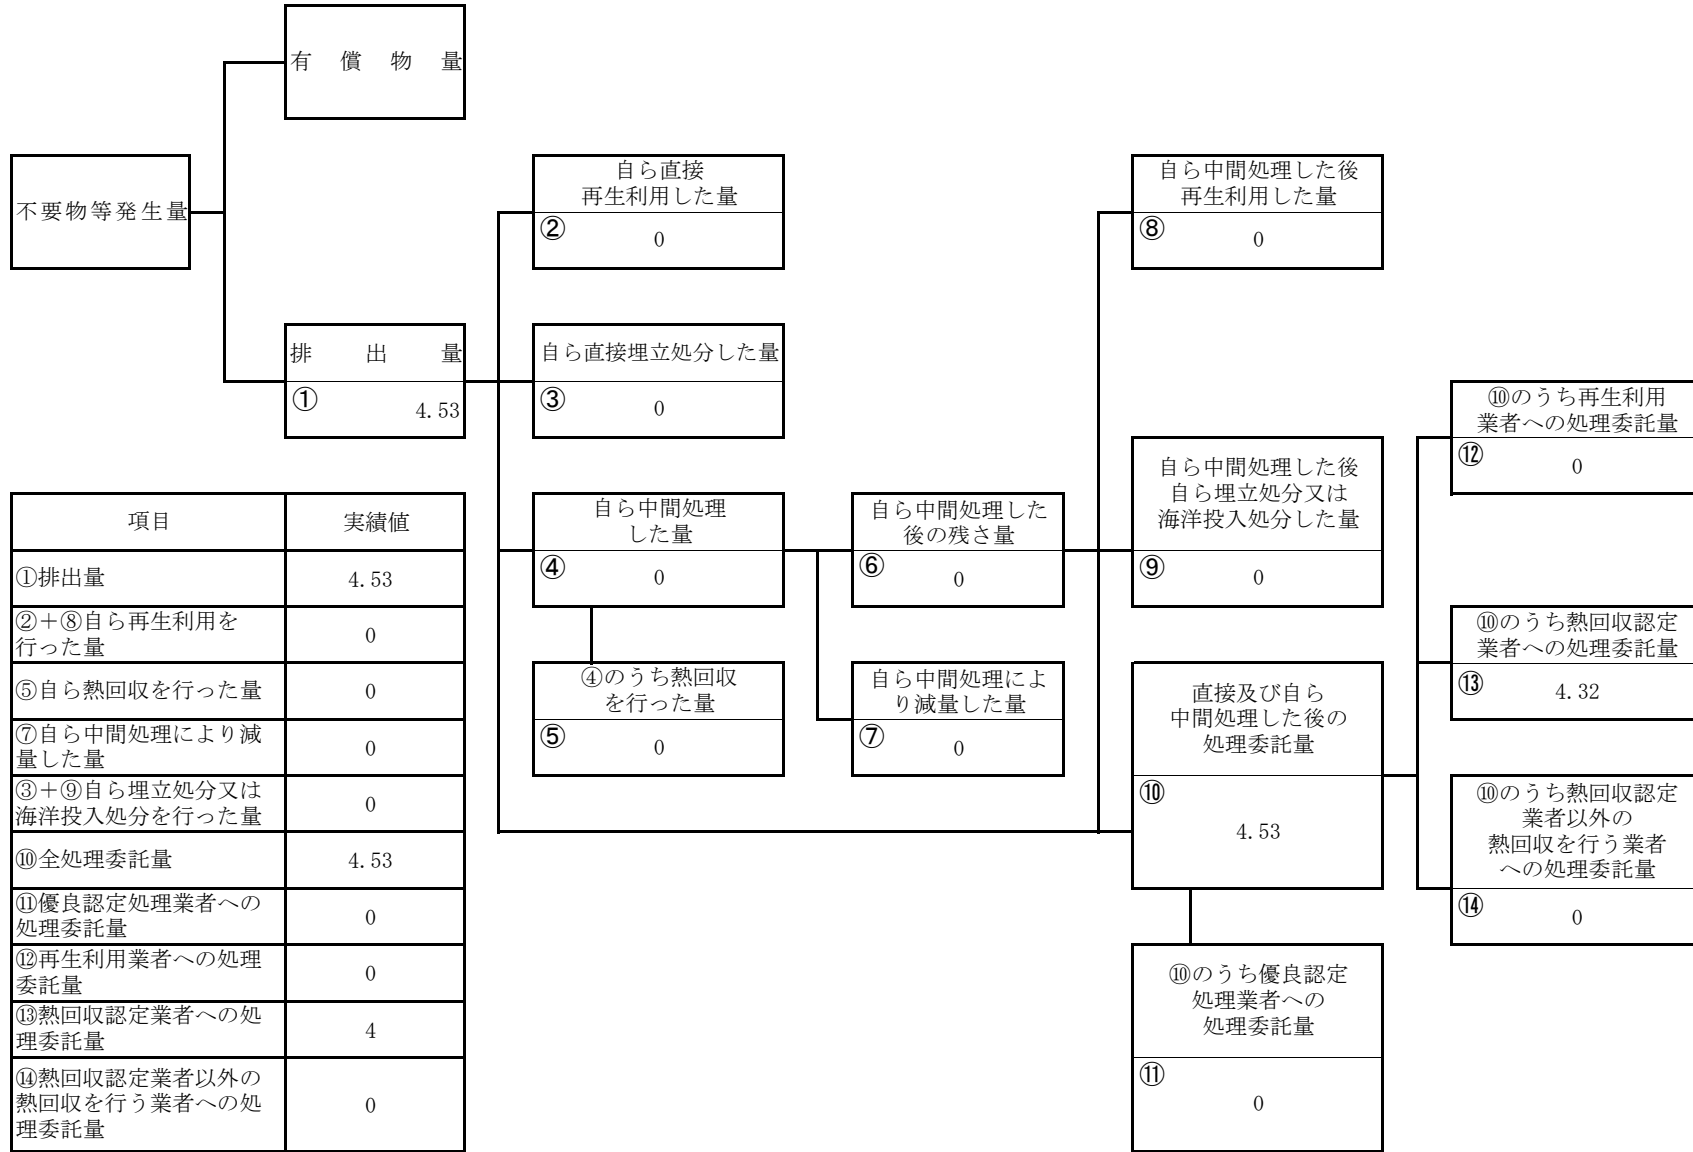 有償物量
不要物等発生量
自ら直接
再生利用した量
②
0
自ら中間処理した後
再生利用した量
⑧
0
排出量
①
4.53
自ら直接埋立処分した量
③
0
⑩のうち再生利用
業者への処理委託量
⑫
0
自ら中間処理した後
自ら埋立処分又は
海洋投入処分した量
⑨
0
自ら中間処理
した量
④
0
自ら中間処理した
後の残さ量
⑥
0
④のうち熱回収
を行った量
⑤
0
自ら中間処理によ
り減量した量
⑦
0
直接及び自ら
中間処理した後の
処理委託量
⑩
4.53
⑩のうち熱回収認定
業者への処理委託量
⑬
4.32
⑩のうち熱回収認定
業者以外の
熱回収を行う業者
への処理委託量
⑭
0
⑩のうち優良認定
処理業者への
処理委託量
⑪
0
項目 実績値
①排出量 4.53
②＋⑧自ら再生利用を
行った量 0
⑤自ら熱回収を行った量 0
⑦自ら中間処理により減
量した量 0
③＋⑨自ら埋立処分又は
海洋投入処分を行った量 0
⑩全処理委託量 4.53
⑪優良認定処理業者への
処理委託量 0
⑫再生利用業者への処理
委託量 0
⑬熱回収認定業者への処
理委託量 4
⑭熱回収認定業者以外の
熱回収を行う業者への処
理委託量 0